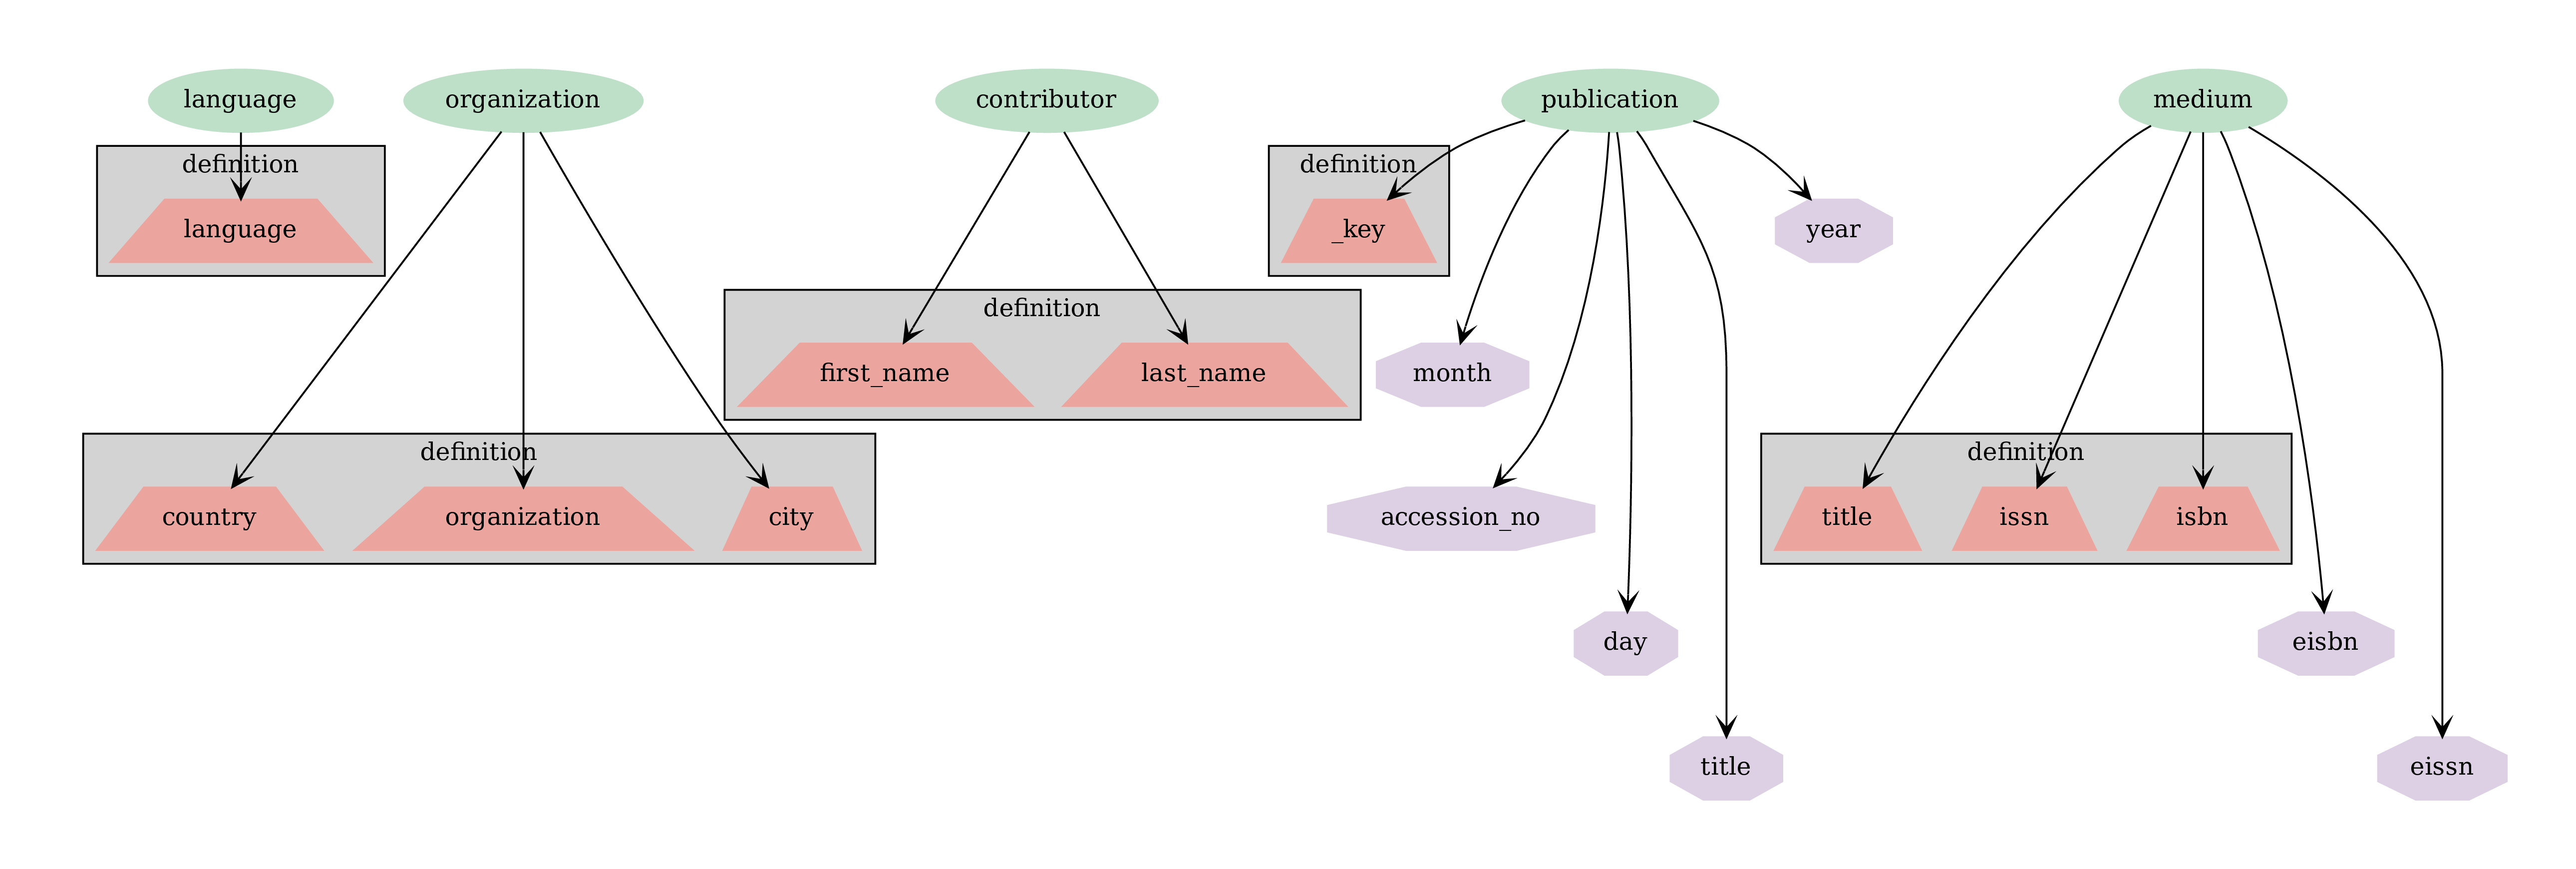 language
organization
contributor
publication
medium
definition
language
definition
_key
year
definition
first_name
last_name
month
definition
country
organization
city
accession_no
definition
title
issn
isbn
day
eisbn
title
eissn